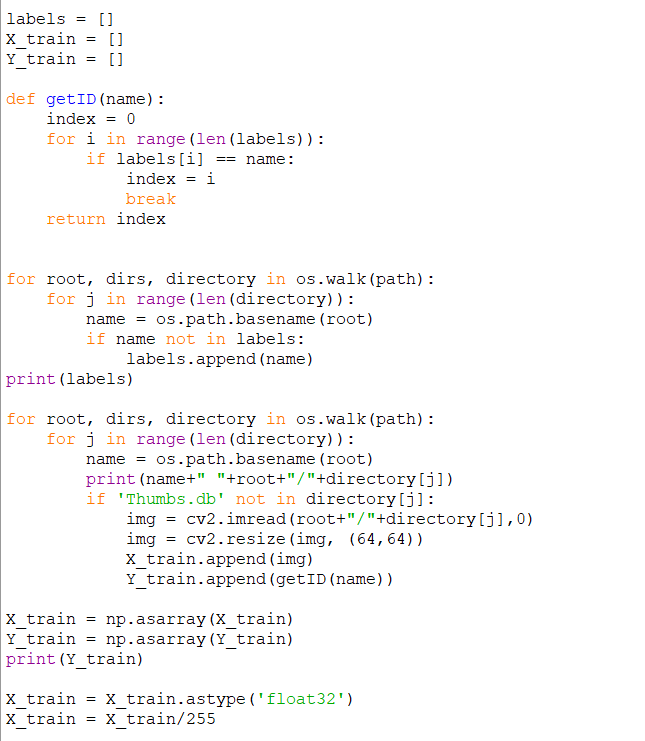 labels = []
X_train = []
Y_train = []

def getID(name):
    index = 0
    for i in range(len(labels)):
        if labels[i] == name:
            index = i
            break
    return index


for root, dirs, directory in os.walk(path):
    for j in range(len(directory)):
        name = os.path.basename(root)
        if name not in labels:
            labels.append(name)
print(labels)

for root, dirs, directory in os.walk(path):
    for j in range(len(directory)):
        name = os.path.basename(root)
        print(name+" "+root+"/"+directory[j])
        if 'Thumbs.db' not in directory[j]:
            img = cv2.imread(root+"/"+directory[j],0)
            img = cv2.resize(img, (64,64))
            X_train.append(img)
            Y_train.append(getID(name))

X_train = np.asarray(X_train)
Y_train = np.asarray(Y_train)
print(Y_train)

X_train = X_train.astype('float32')
X_train = X_train/255